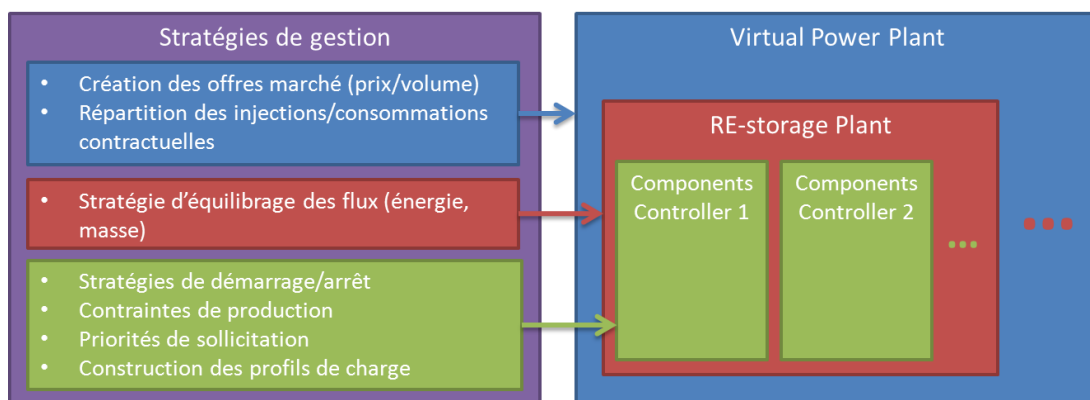 Stratégies de gestion
• Création des offres marché (prix/volume)
• Répartition des injections/consommations
contractuelles
• Stratégie d’équilibrage des flux (énergie,
masse)
• Stratégies de démarrage/arrêt
• Contraintes de production
• Priorités de sollicitation
• Construction des profils de charge
Virtual Power Plant
RE-storage Plant
Components
Controller 1
Components
Controller 2
...
...